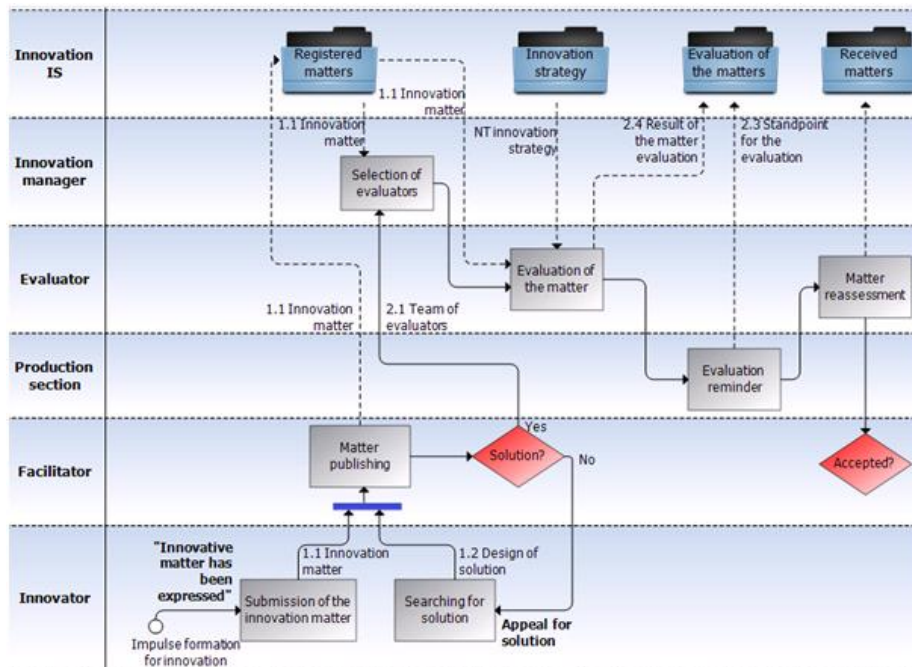 Innovation
IS
Registered
matters
Innovation
strategy
Evaluation of
the matters
Received
matters
1.1 Innovation
matter
1.1 Innovation
matter
NT innovation
strategy
2.4 Result of
the matter
evaluation
2.3 Standpoint
for the
evaluation
Innovation
manager
Selection of
evaluators
Evaluator
Evaluation of
the matter
Matter
reassessment
1.1 Innovation
matter
2.1 Team of
evaluators
Production
section
Evaluation
reminder
Facilitator
Matter
publishing
Solution?
Yes
No
Accepted?
Innovator
"Innovative
matter has
been
expressed"
1.1 Innovation
matter
1.2 Design of
solution
Submission of the
innovation matter
Searching for
solution
Appeal for
solution
Impulse formation
for innovation